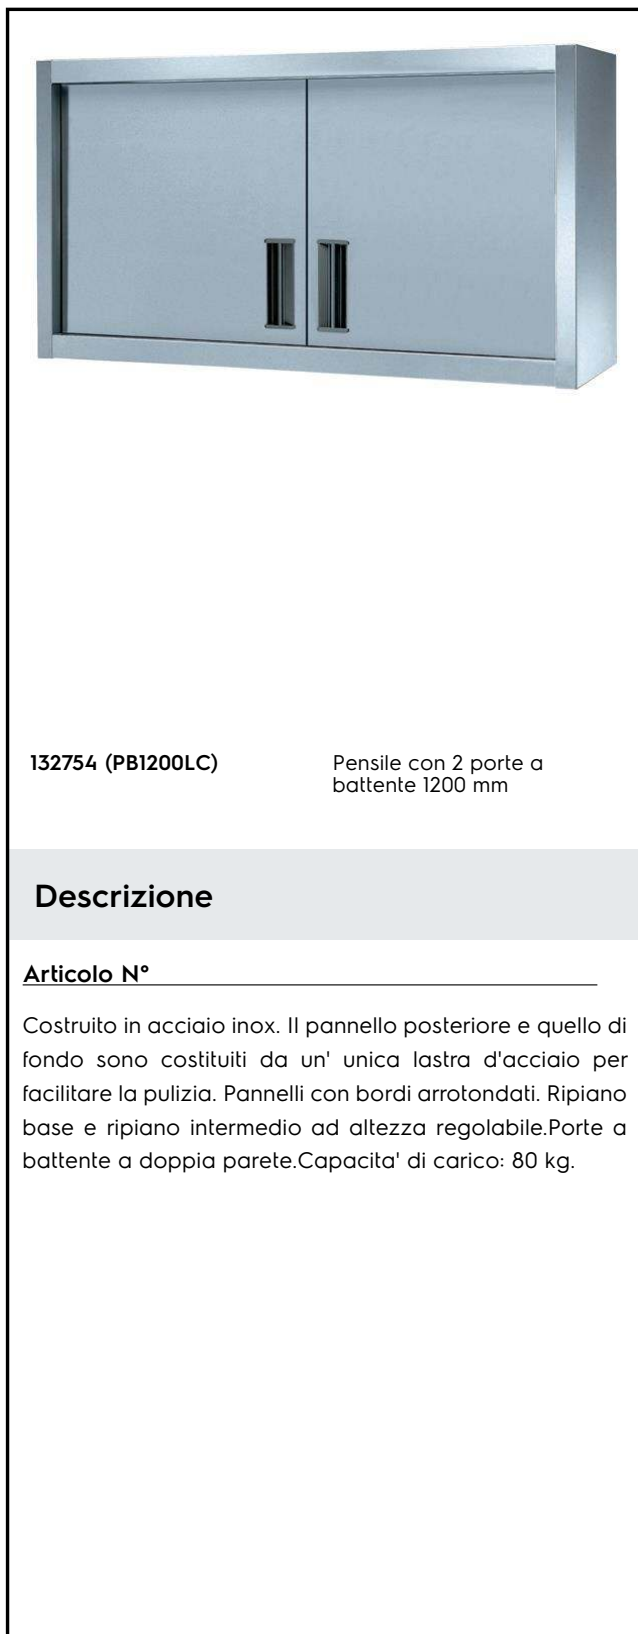 132754 (PB1200LC)
Pensile con 2 porte a
battente 1200 mm
Descrizione
Articolo N°
Costruito in acciaio inox. Il pannello posteriore e quello di
fondo sono costituiti da un' unica lastra d'acciaio per
facilitare la pulizia. Pannelli con bordi arrotondati. Ripiano
base e ripiano intermedio ad altezza regolabile.Porte a
battente a doppia parete.Capacita' di carico: 80 kg.